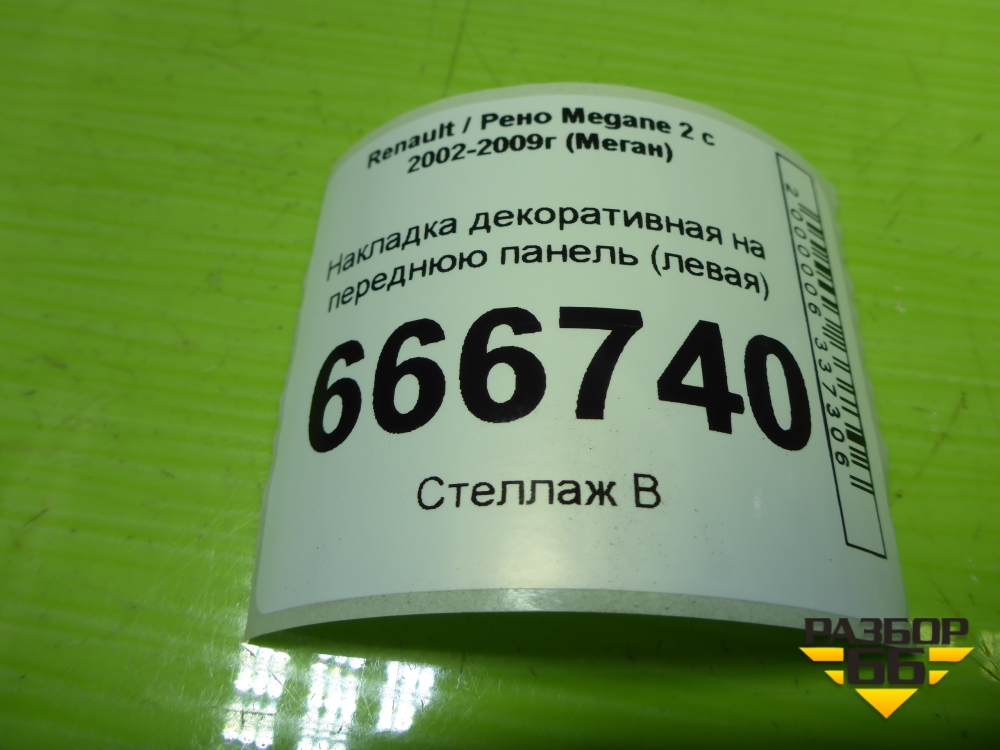 Renault / Рено Megane 2 с
2002-2009г (Меган)
Накладка декоративная на
переднюю панель (левая)
666740
Стеллаж В
2000006337306
РАЗБОР
66